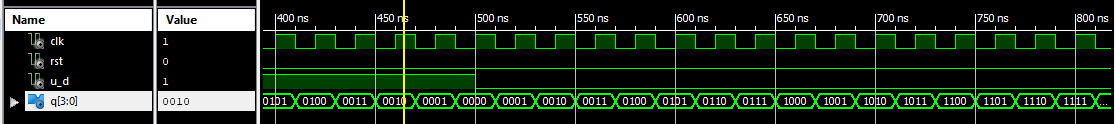 Name Value 400 ns 450 ns 500 ns 550 ns 600 ns 650 ns 700 ns 750 ns 800 ns
clk 1
rst 0
u_d 1
q[3:0] 0010 0101 0100 0011 0010 0001 0000 0001 0010 0011 0100 0101 0110 0111 1000 1001 1010 1011 1100 1101 1110 1111 ...